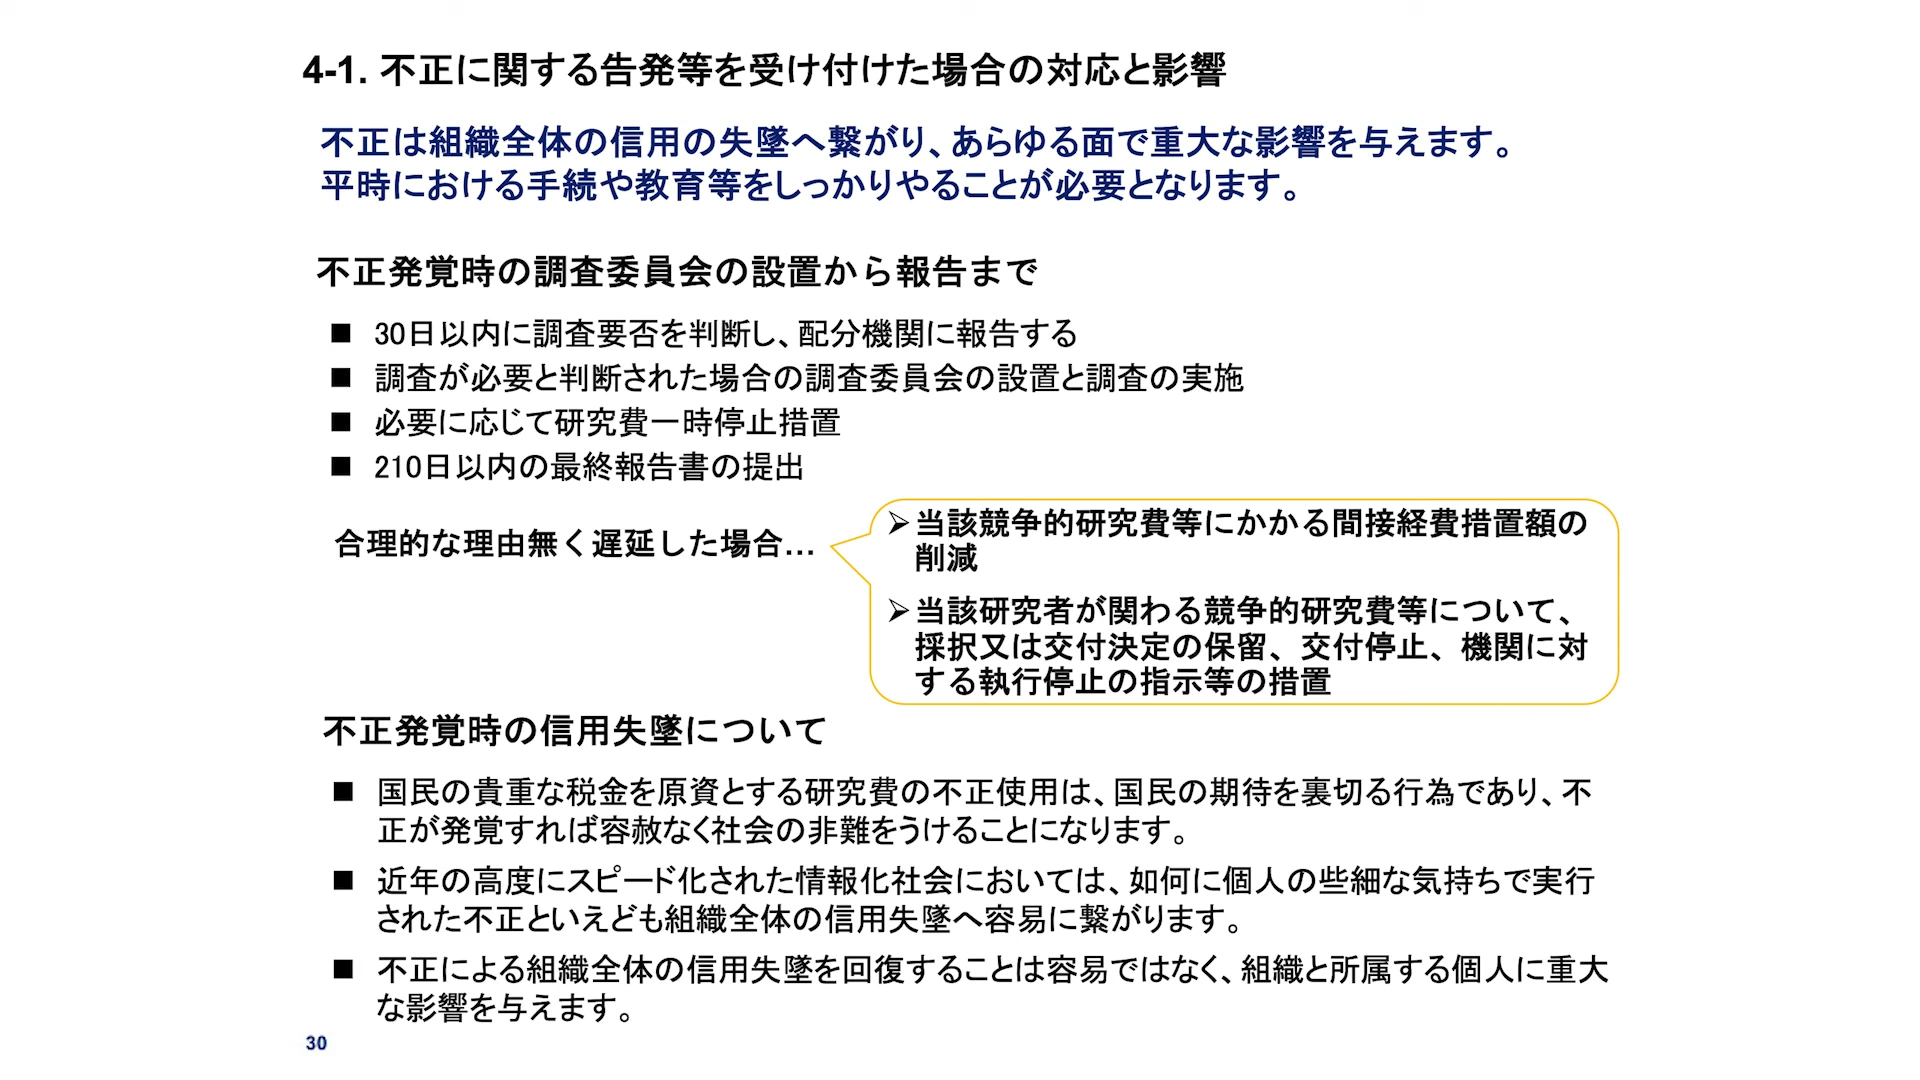 4-1. 不正に関する告発等を受け付けた場合の対応と影響
不正は組織全体の信用の失墜へ繋がり、あらゆる面で重大な影響を与えます。
平時における手続や教育等をしっかりやることが必要となります。
不正発覚時の調査委員会の設置から報告まで
■ 30日以内に調査要否を判断し、配分機関に報告する
■ 調査が必要と判断された場合の調査委員会の設置と調査の実施
■ 必要に応じて研究費一時停止措置
■ 210日以内の最終報告書の提出
合理的な理由無く遅延した場合…
➢当該競争的研究費等にかかる間接経費措置額の
削減
➢当該研究者が関わる競争的研究費等について、
採択又は交付決定の保留、交付停止、機関に対
する執行停止の指示等の措置
不正発覚時の信用失墜について
■ 国民の貴重な税金を原資とする研究費の不正使用は、国民の期待を裏切る行為であり、不
正が発覚すれば容赦なく社会の非難をうけることになります。
■ 近年の高度にスピード化された情報化社会においては、如何に個人の些細な気持ちで実行
された不正といえども組織全体の信用失墜へ容易に繋がります。
■ 不正による組織全体の信用失墜を回復することは容易ではなく、組織と所属する個人に重大
な影響を与えます。
30